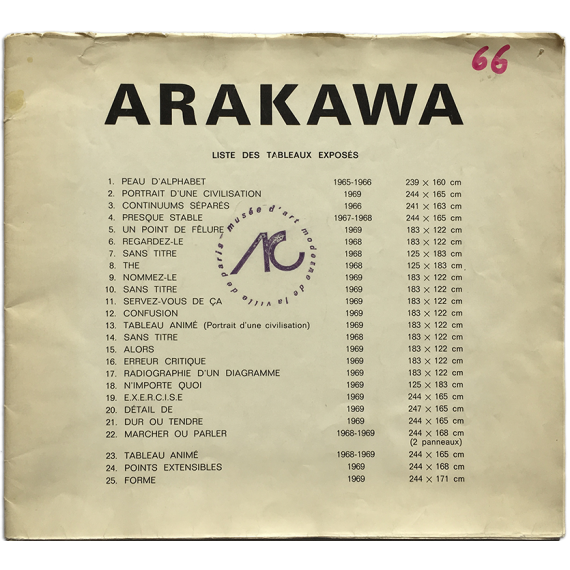 66
ARAKAWA
LISTE DES TABLEAUX EXPOSÉS
1. PEAU D'ALPHABET 1965-1966 239 × 160 cm
2. PORTRAIT D'UNE CIVILISATION 1969 244 × 165 cm
3. CONTINUUMS SÉPARÉS 1966 241 × 163 cm
4. PRESQUE STABLE 1967-1968 244 × 165 cm
5. UN POINT DE FÊLURE 1969 183 × 122 cm
6. REGARDEZ-LE 1968 183 × 122 cm
7. SANS TITRE 1968 125 × 183 cm
8. THE 1968 125 × 183 cm
9. NOMMEZ-LE 1969 183 × 122 cm
10. SANS TITRE 1969 183 × 122 cm
11. SERVEZ-VOUS DE ÇA 1969 183 × 122 cm
12. CONFUSION 1969 183 × 122 cm
13. TABLEAU ANIMÉ (Portrait d'une civilisation) 1969 183 × 122 cm
14. SANS TITRE 1968 183 × 122 cm
15. ALORS 1969 183 × 122 cm
16. ERREUR CRITIQUE 1969 183 × 122 cm
17. RADIOGRAPHIE D'UN DIAGRAMME 1969 183 × 122 cm
18. N'IMPORTE QUOI 1969 125 × 183 cm
19. E.X.E.R.C.I.S.E 1969 244 × 165 cm
20. DÉTAIL DE 1969 247 × 165 cm
21. DUR OU TENDRE 1969 244 × 165 cm
22. MARCHER OU PARLER 1968-1969 244 × 168 cm
(2 panneaux)
23. TABLEAU ANIMÉ 1968-1969 244 × 165 cm
24. POINTS EXTENSIBLES 1969 244 × 168 cm
25. FORME 1969 244 × 171 cm
musée d'art moderne de la ville de paris
AC